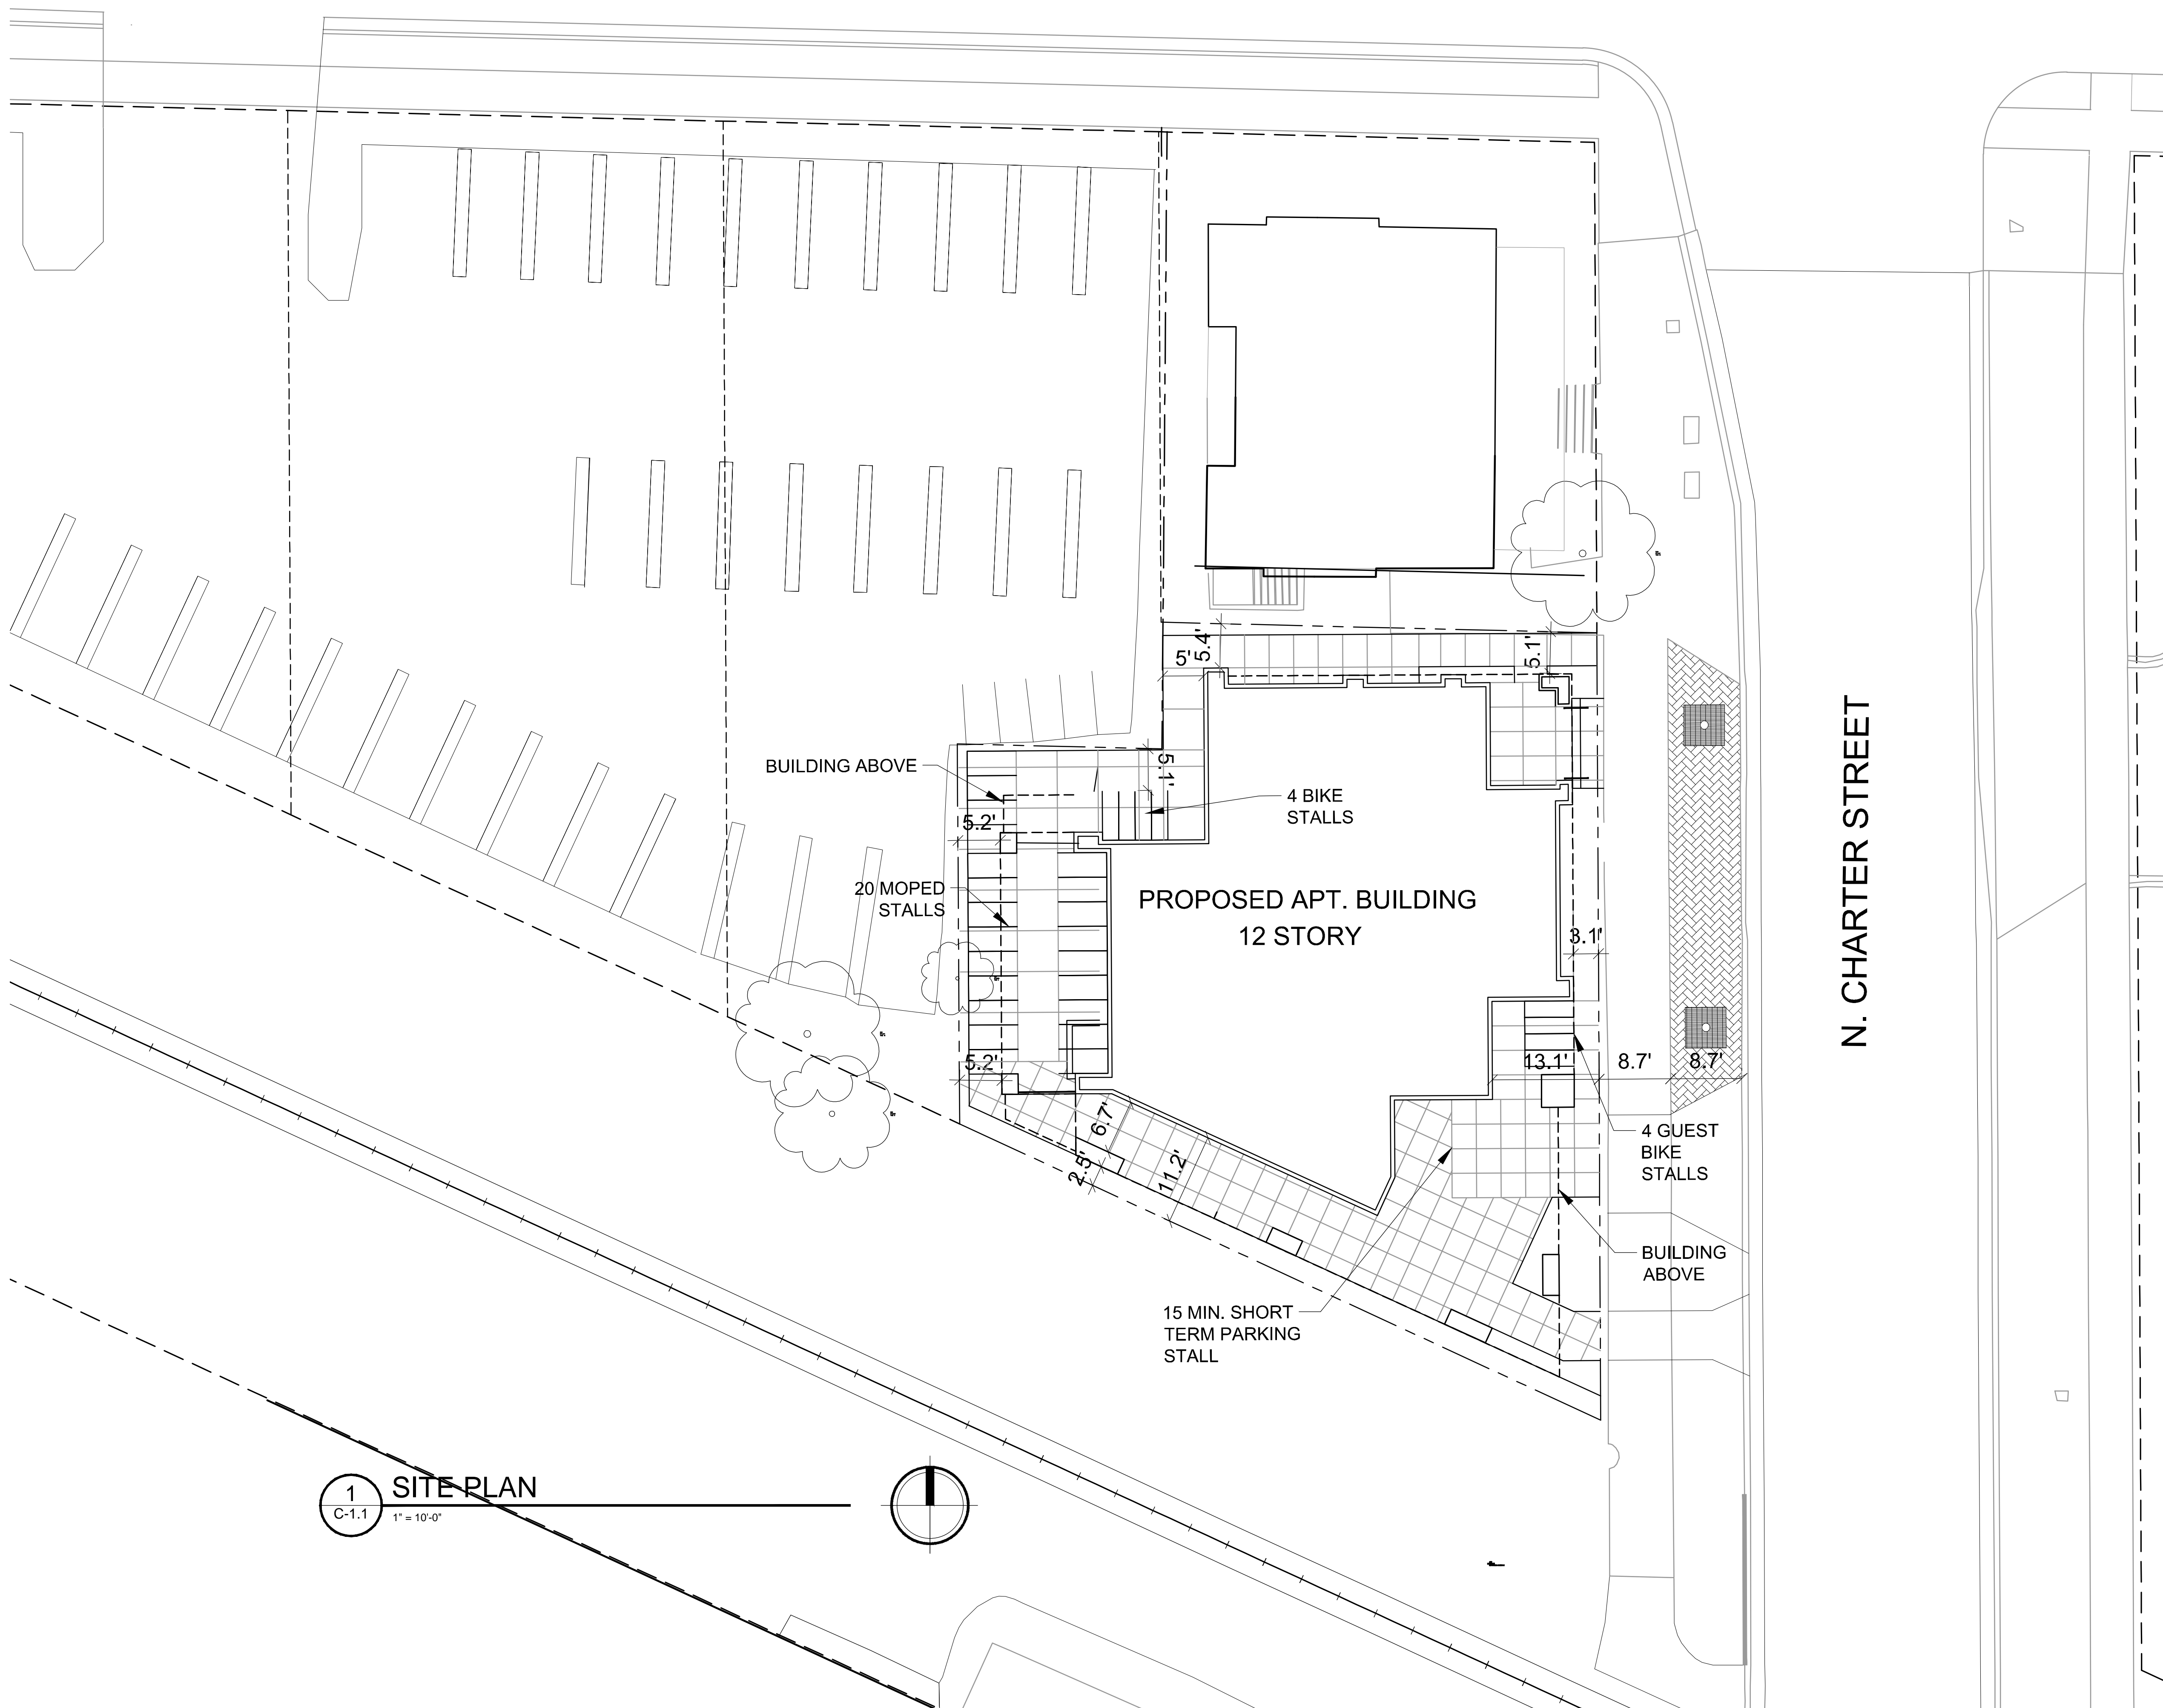 5.4'
5'
5.1'
BUILDING ABOVE
5.1'
4 BIKE
STALLS
5.2'
20 MOPED
STALLS
PROPOSED APT. BUILDING
12 STORY
3.1'
N. CHARTER STREET
5.2'
13.1'
8.7'
8.7'
6.7'
2.5'
11.2'
4 GUEST
BIKE
STALLS
BUILDING
ABOVE
15 MIN. SHORT
TERM PARKING
STALL
1
C-1.1
SITE PLAN
1" = 10'-0"